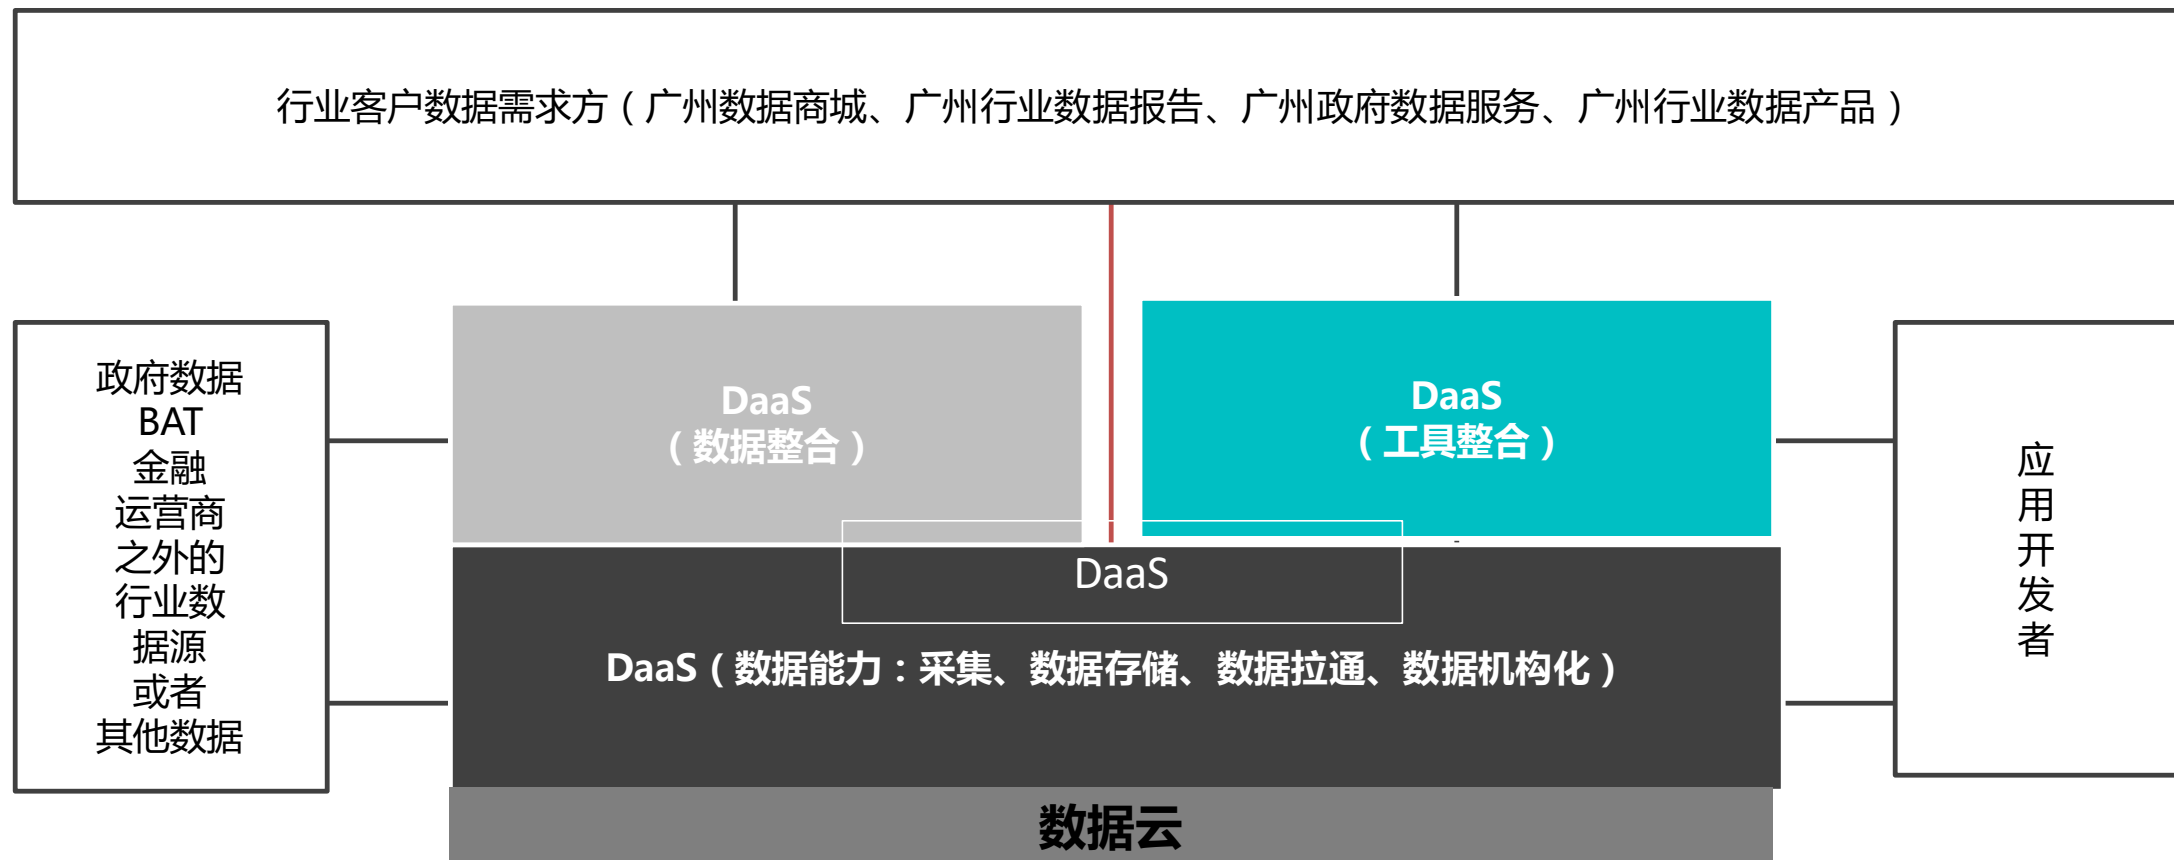 行业客户数据需求方（广州数据商城、广州行业数据报告、广州政府数据服务、广州行业数据产品）
政府数据
BAT
金融
运营商
之外的
行业数
据源
或者
其他数据
DaaS
（数据整合）
DaaS
（工具整合）
DaaS
DaaS（数据能力：采集、数据存储、数据拉通、数据机构化）
数据云
应
用
开
发
者